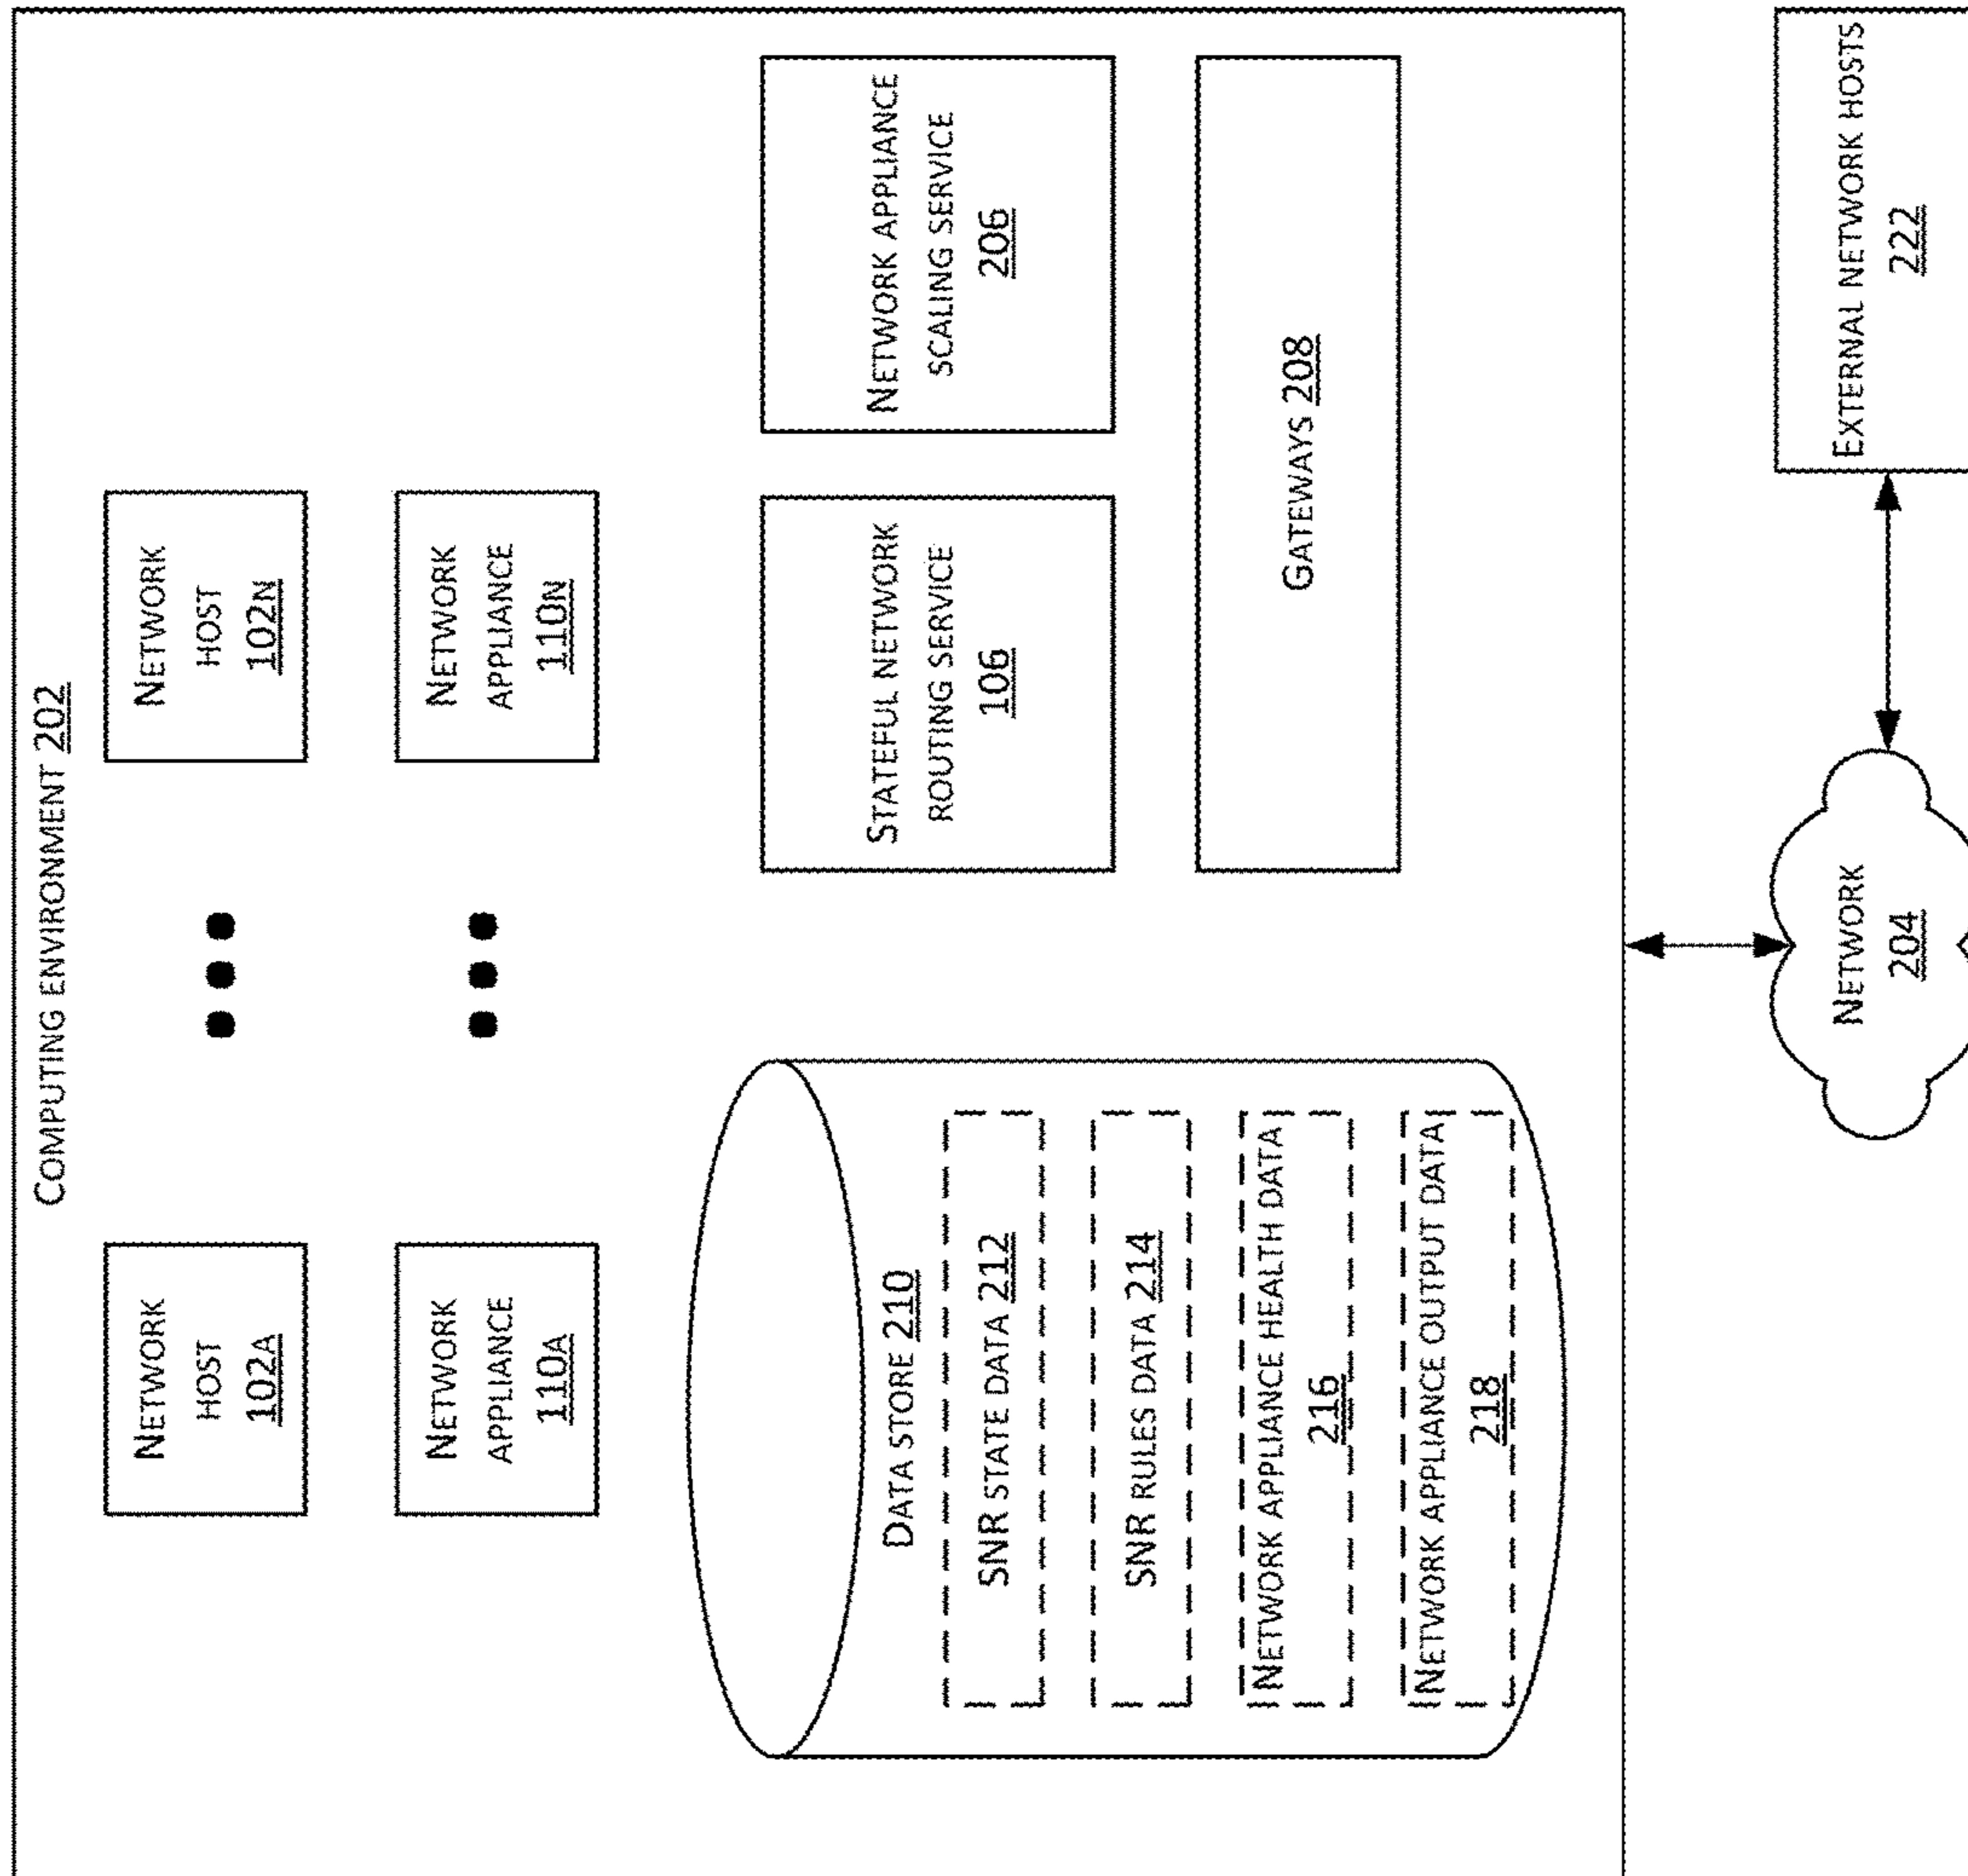 COMPUTING ENVIRONMENT 202
NETWORK
HOST
102A
NETWORK
HOST
102N
NETWORK
APPLIANCE
110A
NETWORK
APPLIANCE
110N
DATA STORE 210
SNR STATE DATA 212
SNR RULES DATA 214
NETWORK APPLIANCE HEALTH DATA
216
NETWORK APPLIANCE OUTPUT DATA
218
STATEFUL NETWORK
ROUTING SERVICE
106
NETWORK APPLIANCE
SCALING SERVICE
206
GATEWAYS 208
NETWORK
204
EXTERNAL NETWORK HOSTS
222